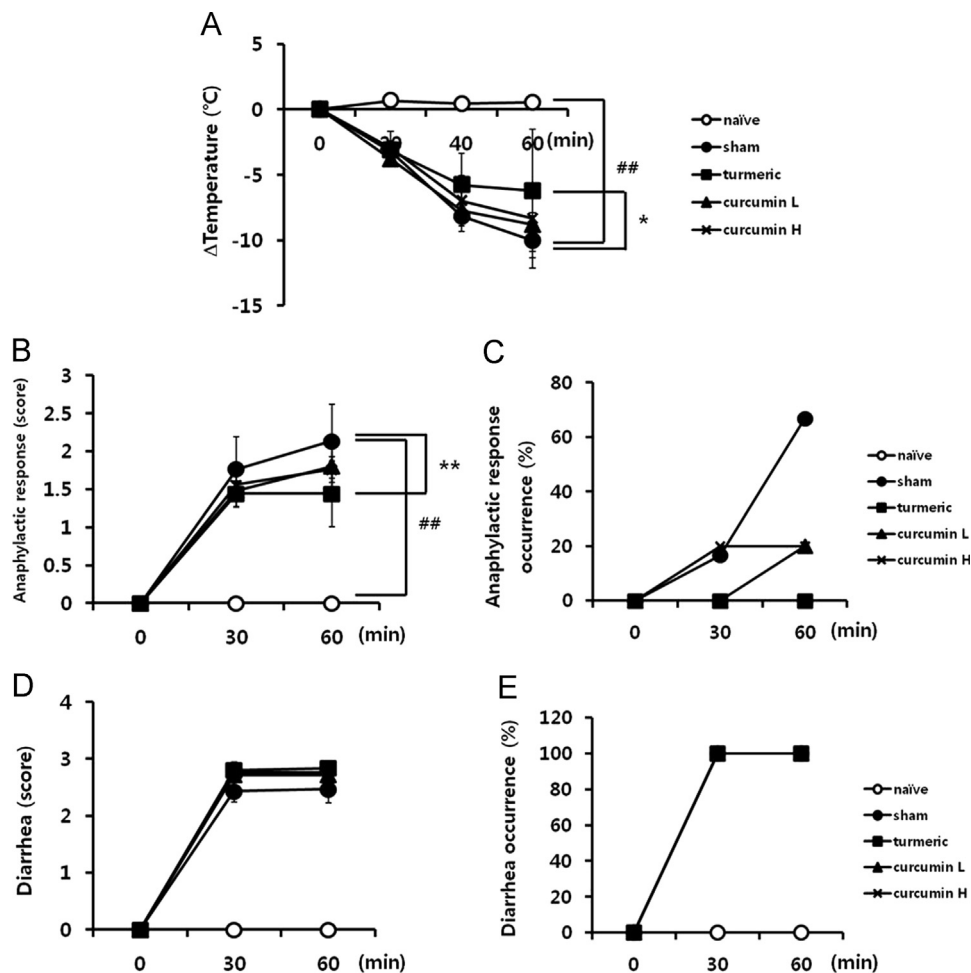 A
ΔTemperature (℃)
5
0
-5
-10
-15
0
20
40
60
(min)
##
*
naïve
sham
turmeric
curcumin L
curcumin H
B
Anaphylactic response (score)
3
2.5
2
1.5
1
0.5
0
0
30
60
(min)
**
##
C
Anaphylactic response
occurrence (%)
80
60
40
20
0
0
30
60
(min)
naïve
sham
turmeric
curcumin L
curcumin H
D
Diarrhea (score)
4
3
2
1
0
0
30
60
(min)
E
Diarrhea occurrence (%)
120
100
80
60
40
20
0
0
30
60
(min)
naïve
sham
turmeric
curcumin L
curcumin H